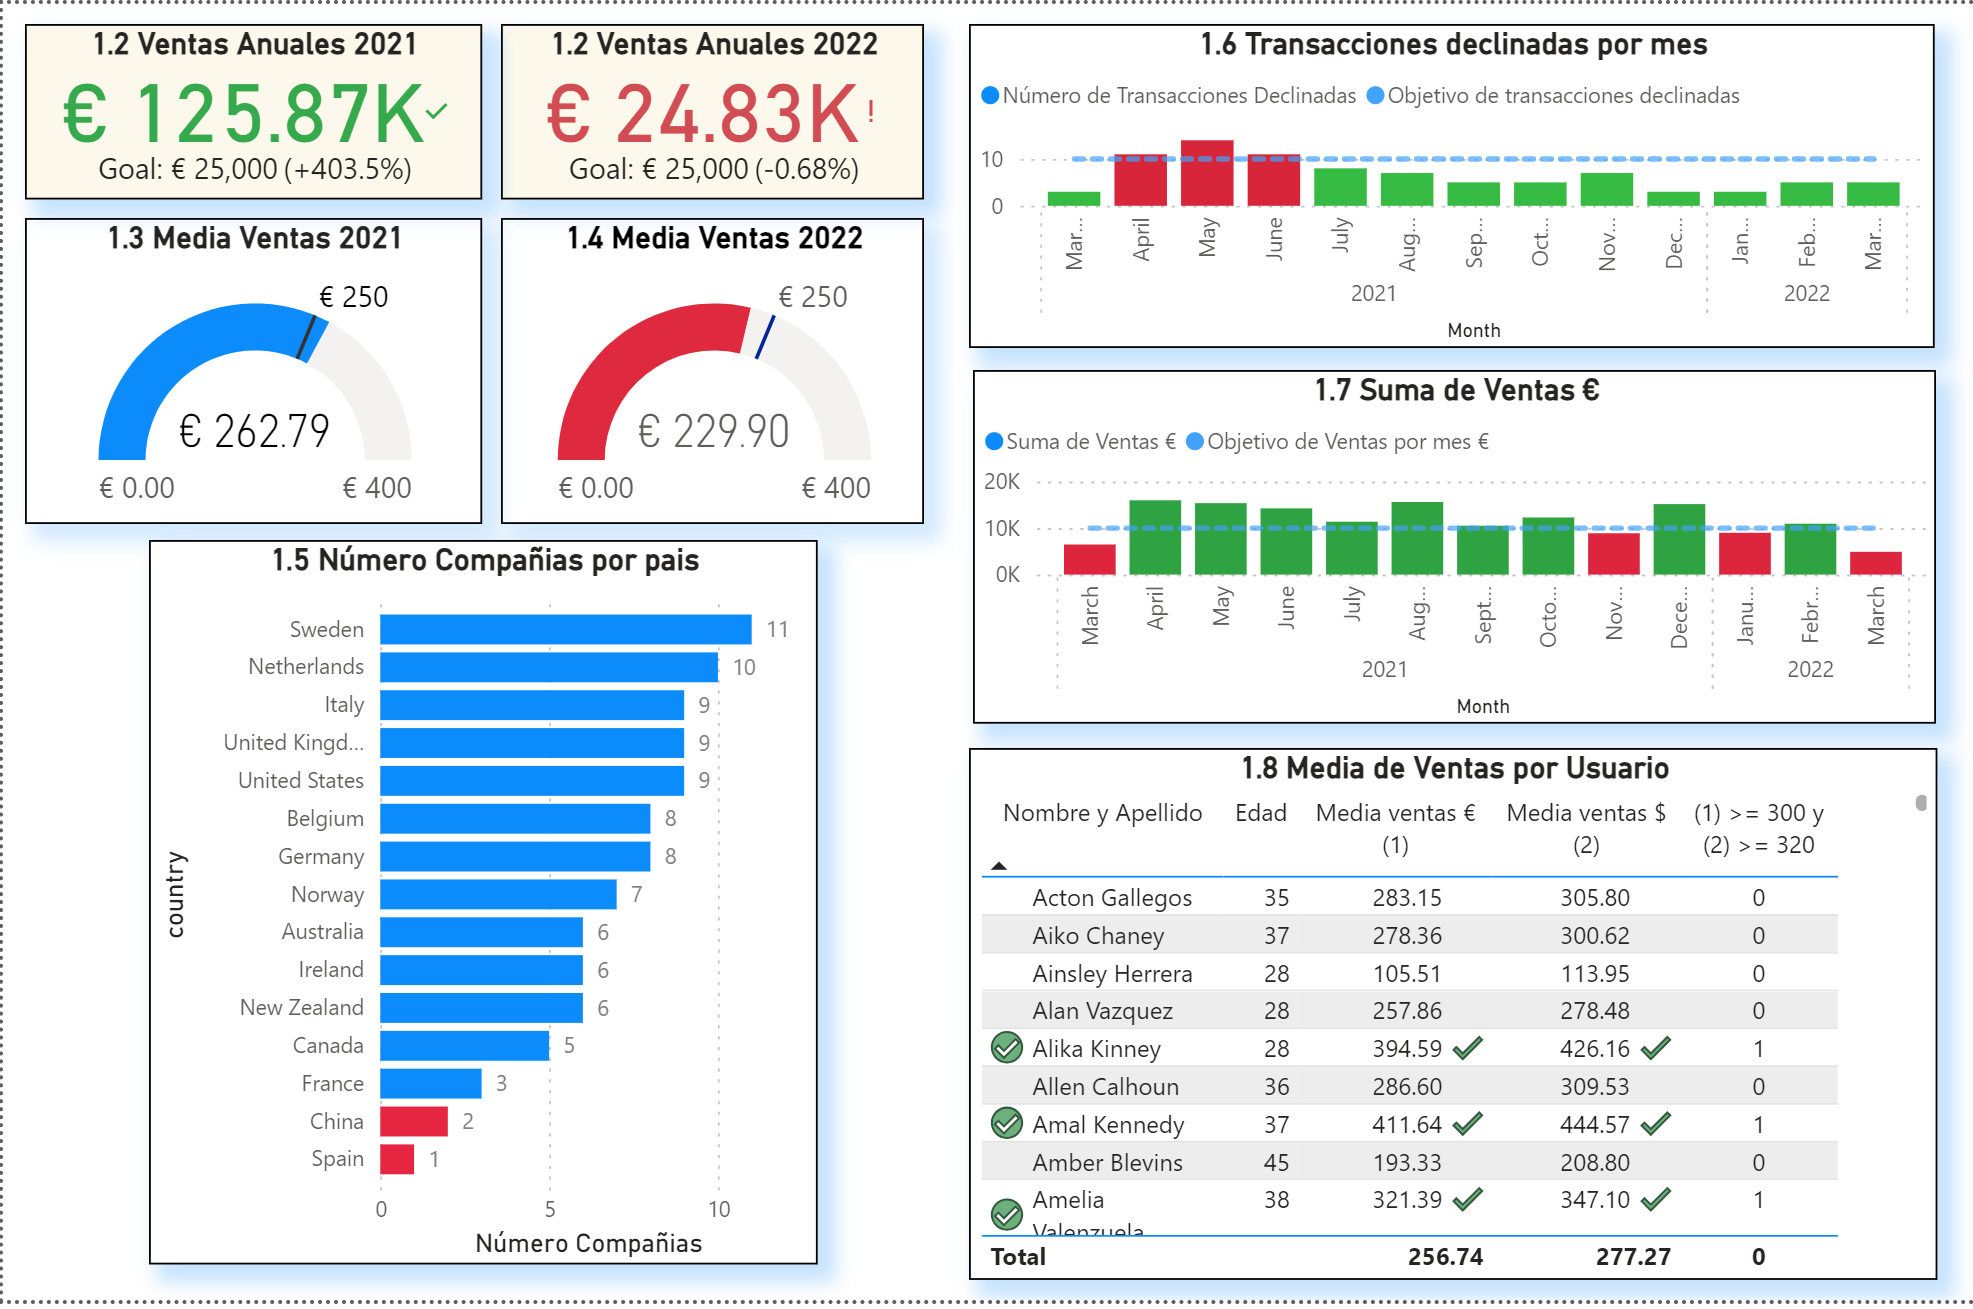 1.2 Ventas Anuales 2021
€ 125.87K
Goal: € 25,000 (+403.5%)
1.2 Ventas Anuales 2022
€ 24.83K!
Goal: € 25,000 (-0.68%)
1.3 Media Ventas 2021
€ 250
€ 262.79
€ 0.00
€ 400
1.4 Media Ventas 2022
€ 250
€ 229.90
€ 0.00
€ 400
1.5 Número Compañias por pais
country
Sweden 11
Netherlands 10
Italy 9
United Kingd... 9
United States 9
Belgium 8
Germany 8
Norway 7
Australia 6
Ireland 6
New Zealand 6
Canada 5
France 3
China 2
Spain 1
0 5 10
Número Compañias
1.6 Transacciones declinadas por mes
Número de Transacciones Declinadas Objetivo de transacciones declinadas
10
0
Mar... April May June July Aug... Sep... Oct... Nov... Dec... Jan... Feb... Mar...
2021 2022
Month
1.7 Suma de Ventas €
Suma de Ventas € Objetivo de Ventas por mes €
20K
10K
0K
March April May June July Aug... Sept... Octo... Nov... Dece... Janu... Febr... March
2021 2022
Month
1.8 Media de Ventas por Usuario
Nombre y Apellido Edad Media ventas € Media ventas $ (1) >= 300 y
(1) (2) (2) >= 320
Acton Gallegos 35 283.15 305.80 0
Aiko Chaney 37 278.36 300.62 0
Ainsley Herrera 28 105.51 113.95 0
Alan Vazquez 28 257.86 278.48 0
Alika Kinney 28 394.59 426.16 1
Allen Calhoun 36 286.60 309.53 0
Amal Kennedy 37 411.64 444.57 1
Amber Blevins 45 193.33 208.80 0
Amelia 38 321.39 347.10 1
Valenzuela
Total 256.74 277.27 0